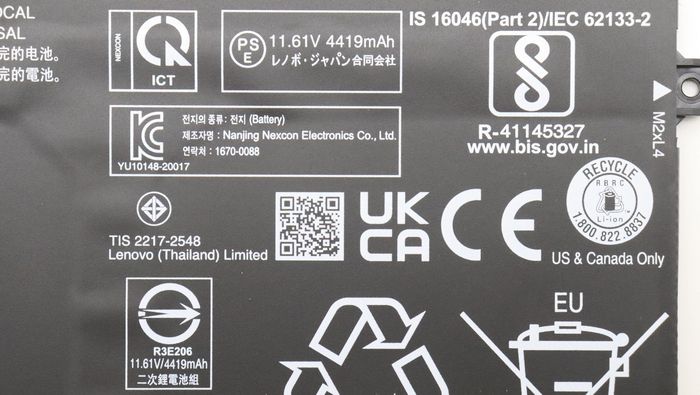 OCAL
SAL
完的电池。
完的電池。
NEXCON
ICT
PS
E
11.61V 4419mAh
レノボ・ジャパン合同会社
IS 16046(Part 2)/IEC 62133-2
R-41145327
www.bis.gov.in
M2xL4
전지의 종류: 전지 (Battery)
제조자명 : Nanjing Nexcon Electronics Co., Ltd.
연락처 : 1670-0088
YU10148-20017
TIS 2217-2548
Lenovo (Thailand) Limited
UK
CA
CE
RECYCLE
RBRC
Li-ion
1.800.822.8837
US & Canada Only
R3E206
11.61V/4419mAh
二次鋰電池組
EU